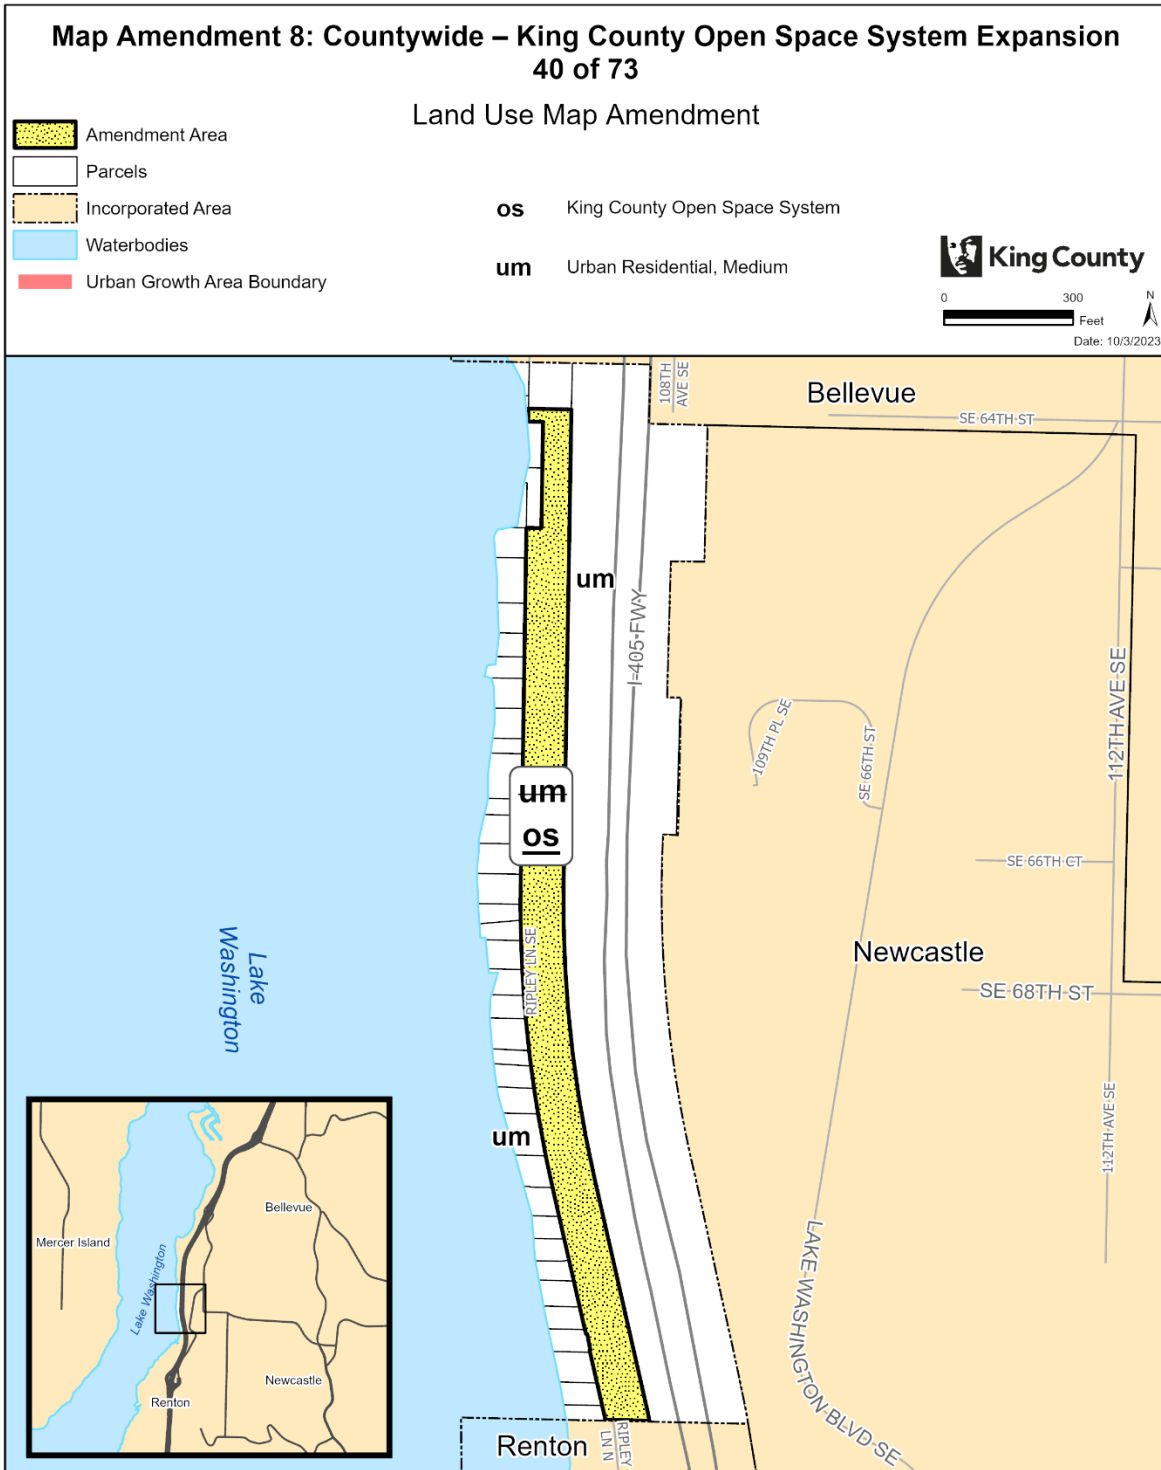 Map Amendment 8: Countywide – King County Open Space System Expansion
40 of 73
Land Use Map Amendment
Amendment Area
Parcels
Incorporated Area
Waterbodies
Urban Growth Area Boundary
os King County Open Space System
um Urban Residential, Medium
King County
0 300
Feet
N
Date: 10/3/2023
108TH
AVE SE
Bellevue
SE 64TH ST
um
I-405 FWY
112TH AVE SE
109TH PL SE
SE 66TH ST
um
os
SE 66TH CT
Lake
Washington
RIPLEY LN SE
Newcastle
SE 68TH ST
112TH AVE SE
um
LAKE WASHINGTON BLVD SE
Renton
RIPLEY
LN N
Bellevue
Mercer Island
Lake Washington
Newcastle
Renton